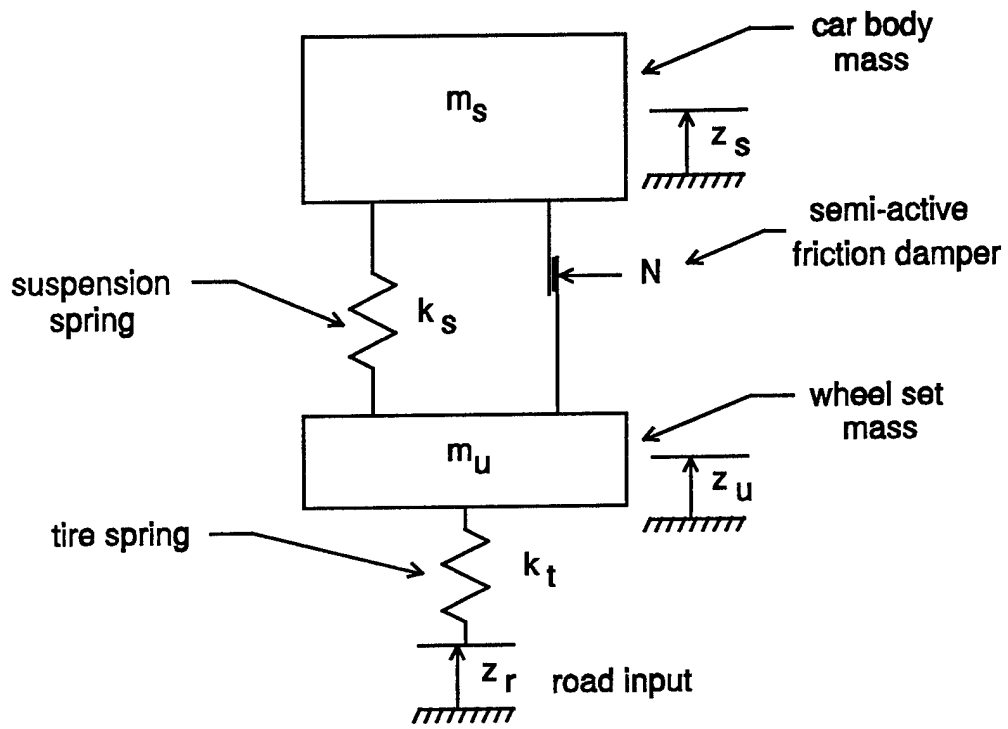 car body
mass
m_s
z_s
semi-active
friction damper
N
suspension
spring
k_s
wheel set
mass
m_u
z_u
tire spring
k_t
z_r road input